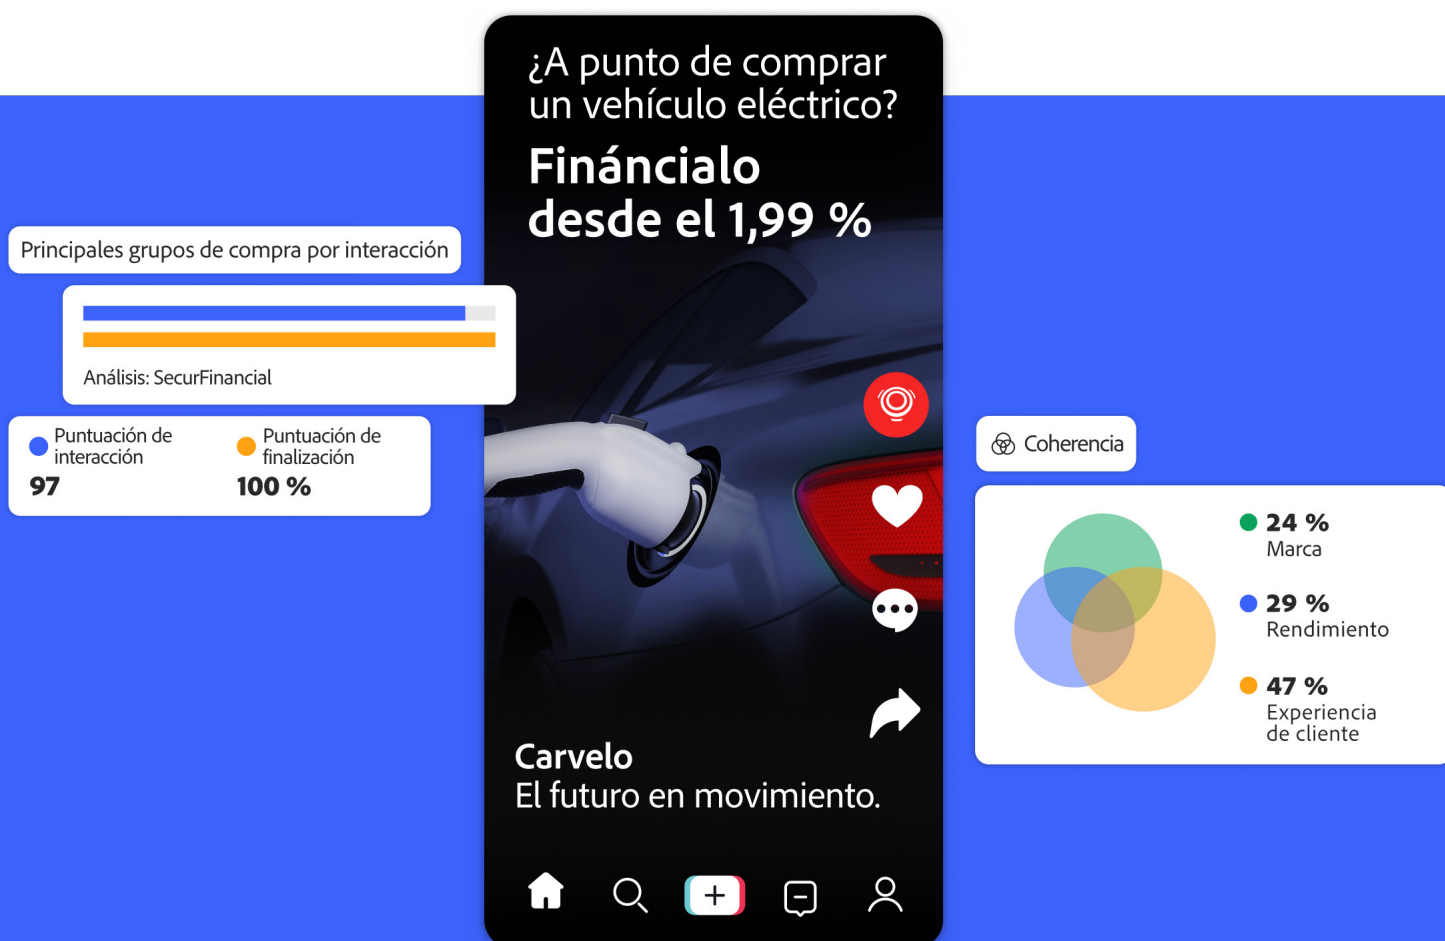 ¿A punto de comprar
un vehículo eléctrico?
Fináncialo
desde el 1,99 %
Principales grupos de compra por interacción
Análisis: SecurFinancial
Puntuación de
interacción
97
Puntuación de
finalización
100 %
Coherencia
24 %
Marca
29 %
Rendimiento
47 %
Experiencia
de cliente
Carvelo
El futuro en movimiento.